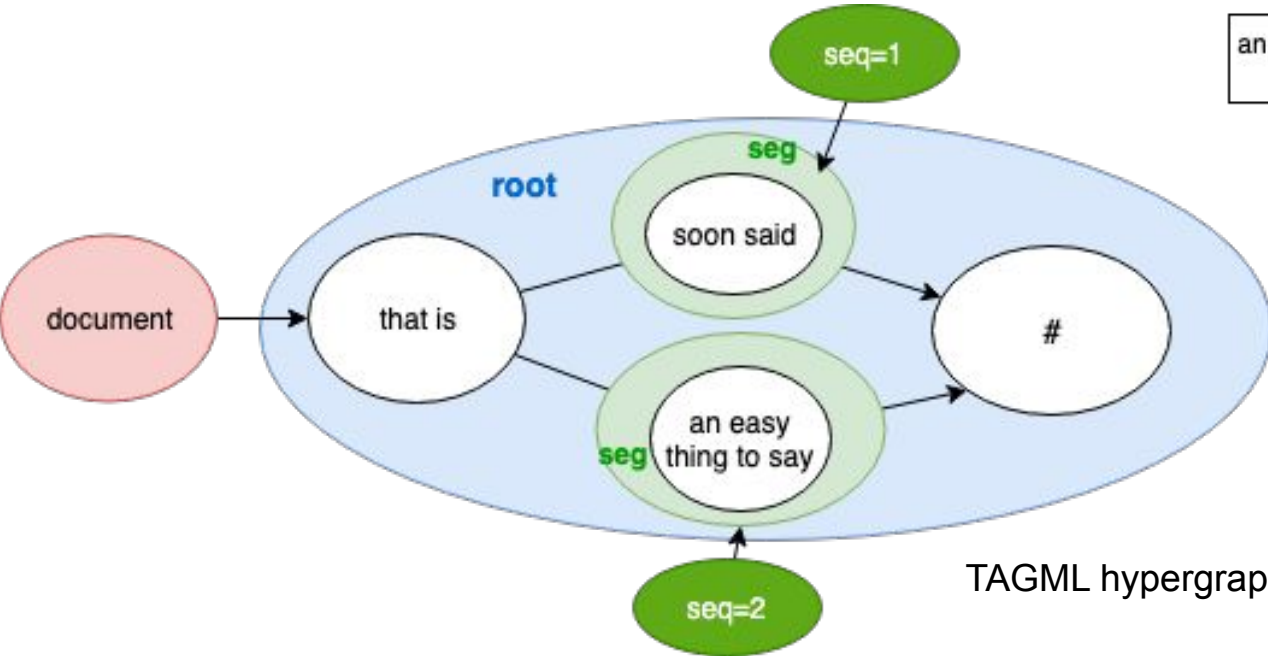 seq=1
an
seg
root
soon said
document
that is
#
an easy
seg thing to say
TAGML hypergrap
seq=2